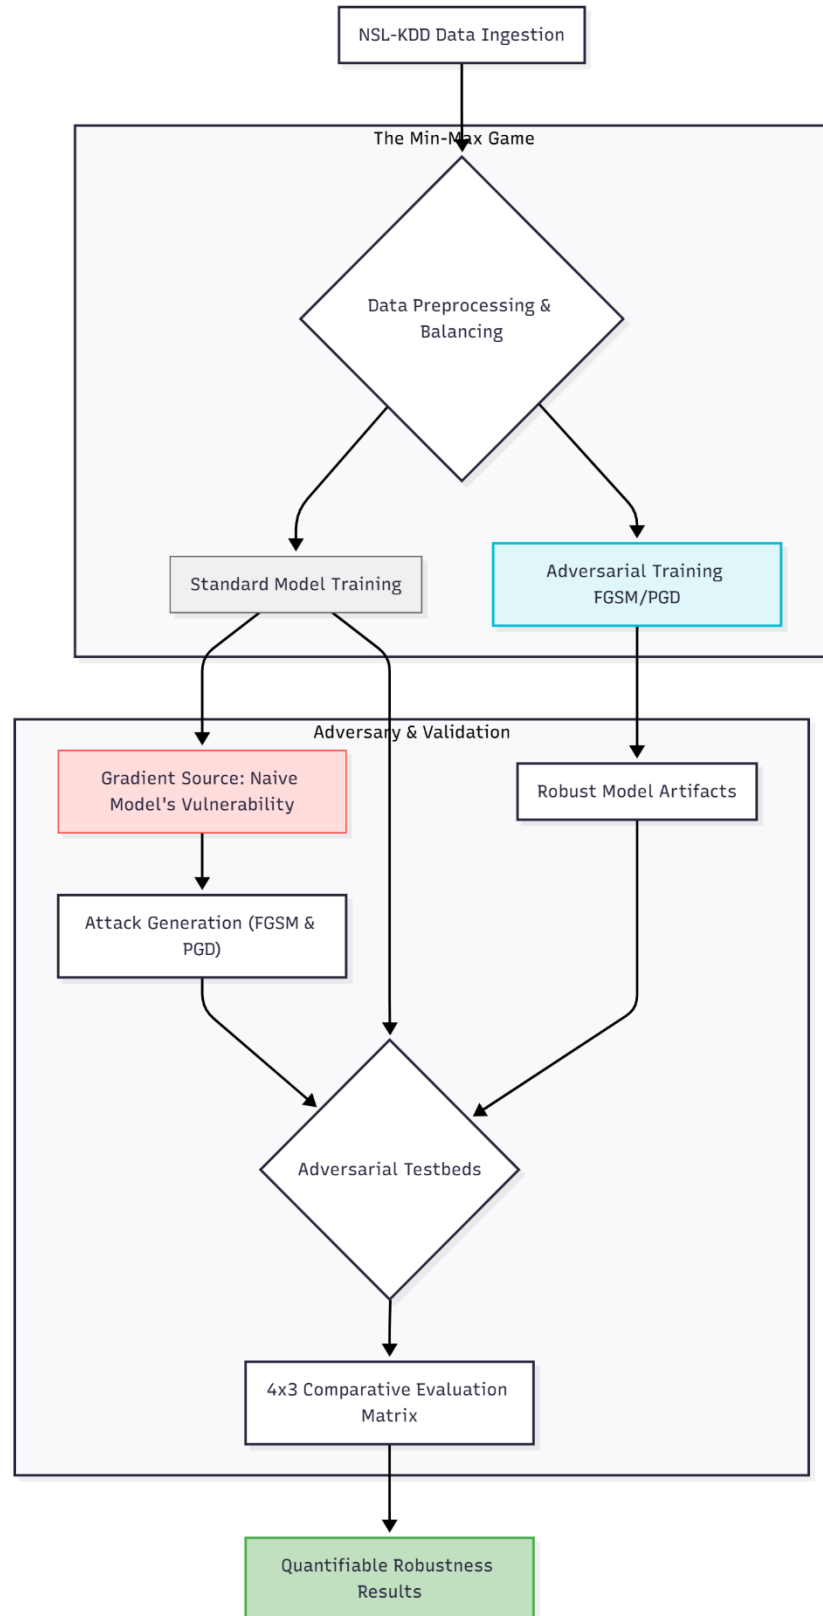 NSL-KDD Data Ingestion
The Min-Max Game
Data Preprocessing &
Balancing
Standard Model Training
Adversarial Training
FGSM/PGD
Adversary & Validation
Gradient Source: Naive
Model's Vulnerability
Robust Model Artifacts
Attack Generation (FGSM &
PGD)
Adversarial Testbeds
4x3 Comparative Evaluation
Matrix
Quantifiable Robustness
Results